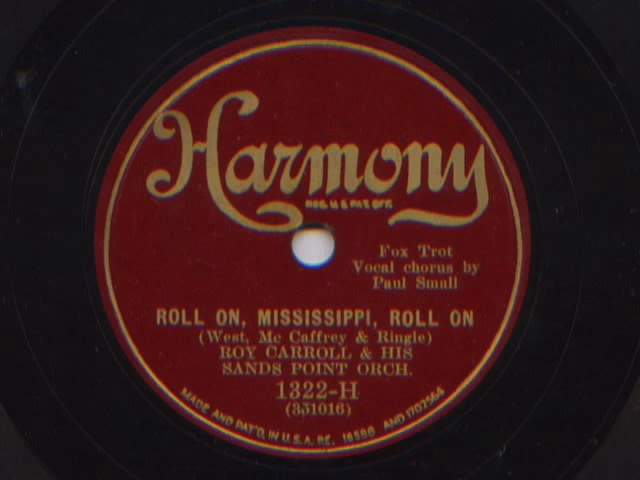 Harmony
REG. U.S. PAT. OFF.
Fox Trot
Vocal chorus by
Paul Small
ROLL ON, MISSISSIPPI, ROLL ON
(West, Mc Caffrey & Ringle)
ROY CARROLL & HIS
SANDS POINT ORCH.
1322-H
(351016)
MADE AND PAT'D. IN U.S.A. RE. 16588 AND 1702564